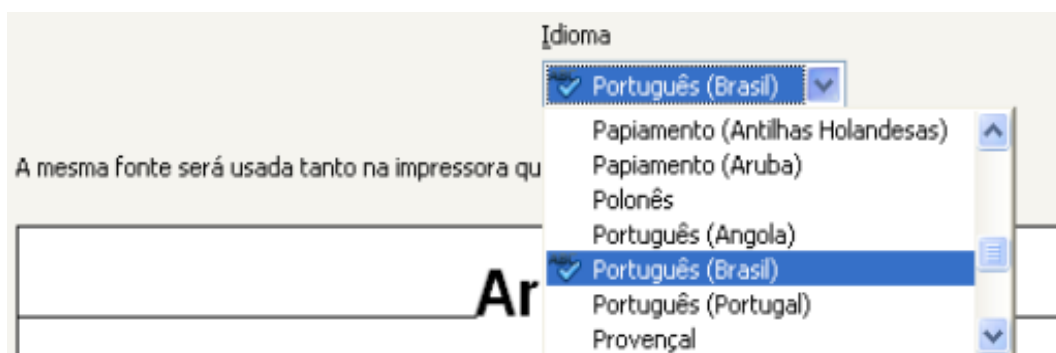 Idioma
Português (Brasil)
Papiamento (Antilhas Holandesas)
Papiamento (Aruba)
Polonês
Português (Angola)
Português (Brasil)
Português (Portugal)
Provençal
A mesma fonte será usada tanto na impressora qu
Ar